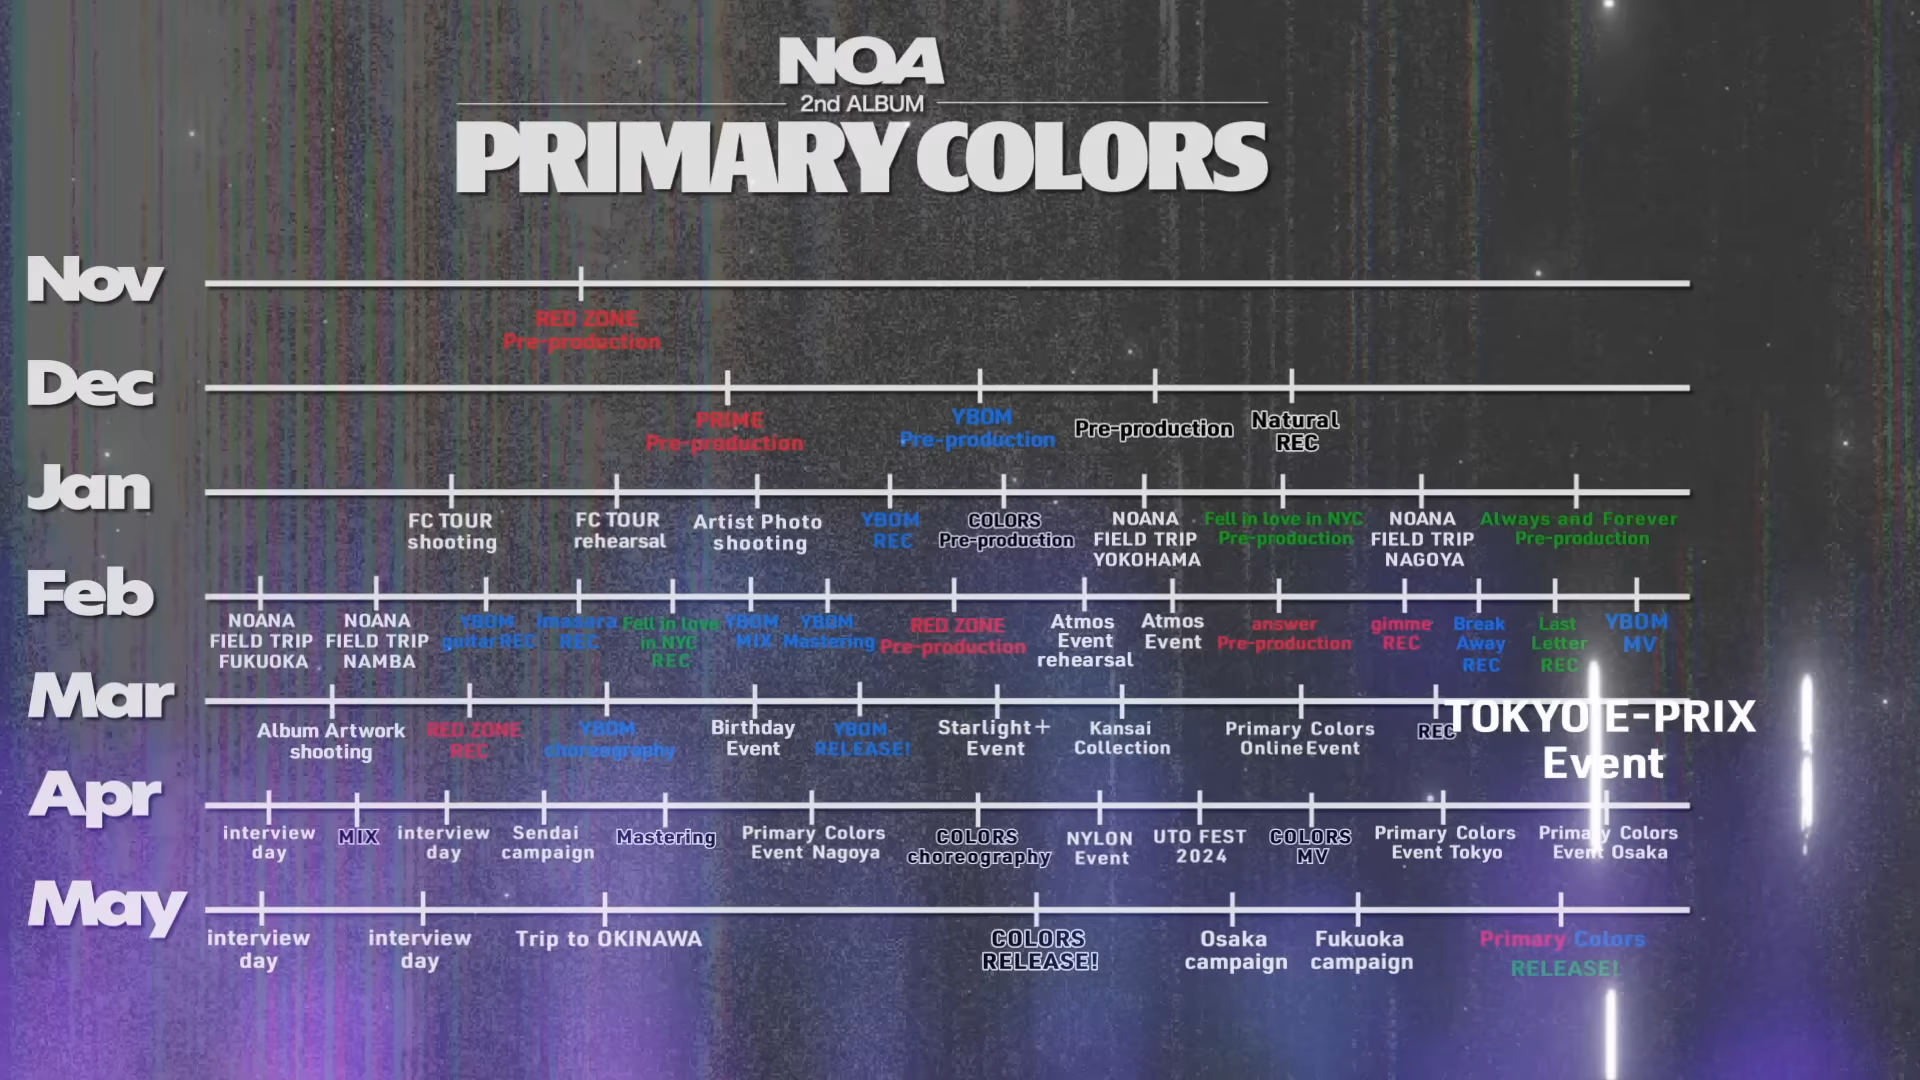 NOA
2nd ALBUM
PRIMARY COLORS
Nov
RED ZONE
Pre-production
Dec
PRIME
Pre-production
YBOM
Pre-production
Pre-production
Natural
REC
Jan
FC TOUR
shooting
FC TOUR
rehearsal
Artist Photo
shooting
YBOM
REC
COLORS
Pre-production
NOANA
FIELD TRIP
YOKOHAMA
Fell in love in NYC
Pre-production
NOANA
FIELD TRIP
NAGOYA
Always and Forever
Pre-production
Feb
NOANA
FIELD TRIP
FUKUOKA
NOANA
FIELD TRIP
NAMBA
YBOM
guitar REC
Imasara
REC
Fell in love
in NYC
REC
YBOM
MIX
YBOM
Mastering
RED ZONE
Pre-production
Atmos
Event
rehearsal
Atmos
Event
answer
Pre-production
gimme
REC
Break
Away
REC
Last
Letter
REC
YBOM
MV
Mar
Album Artwork
shooting
RED ZONE
REC
YBOM
choreography
Birthday
Event
YBOM
RELEASE!
Starlight+
Event
Kansai
Collection
Primary Colors
Online Event
REC
TOKYO E-PRIX
Event
Apr
interview
day
MIX
interview
day
Sendai
campaign
Mastering
Primary Colors
Event Nagoya
COLORS
choreography
NYLON
Event
UTO FEST
2024
COLORS
MV
Primary Colors
Event Tokyo
Primary Colors
Event Osaka
May
interview
day
interview
day
Trip to OKINAWA
COLORS
RELEASE!
Osaka
campaign
Fukuoka
campaign
Primary Colors
RELEASE!